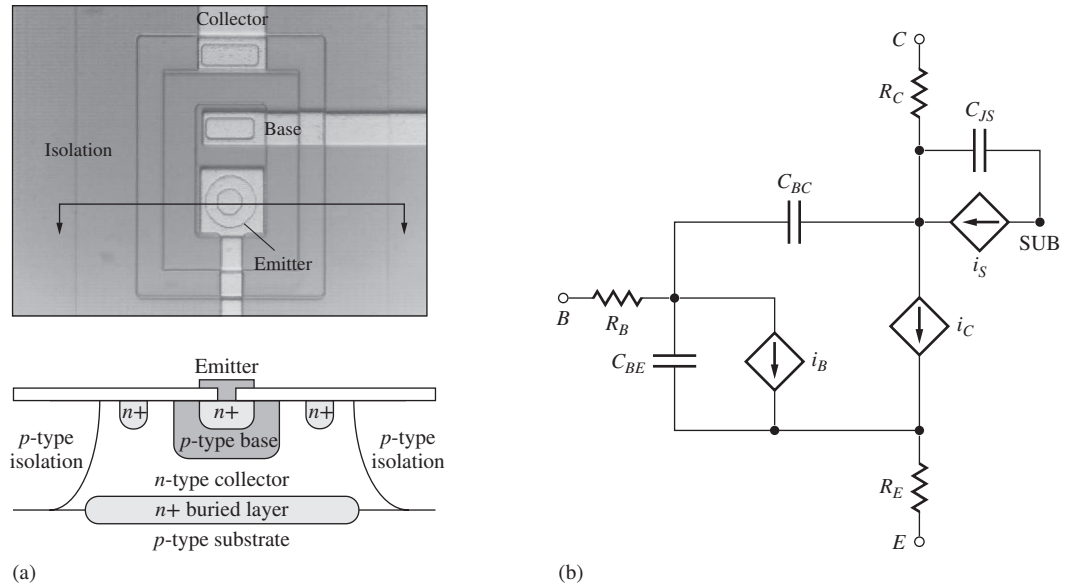 Collector
Base
Isolation
Emitter
Emitter
n+
n+
n+
p-type
isolation
p-type base
p-type
isolation
n-type collector
n+ buried layer
p-type substrate
(a)
C
R_C
C_JS
C_BC
SUB
i_S
B
R_B
C_BE
i_B
i_C
R_E
E
(b)